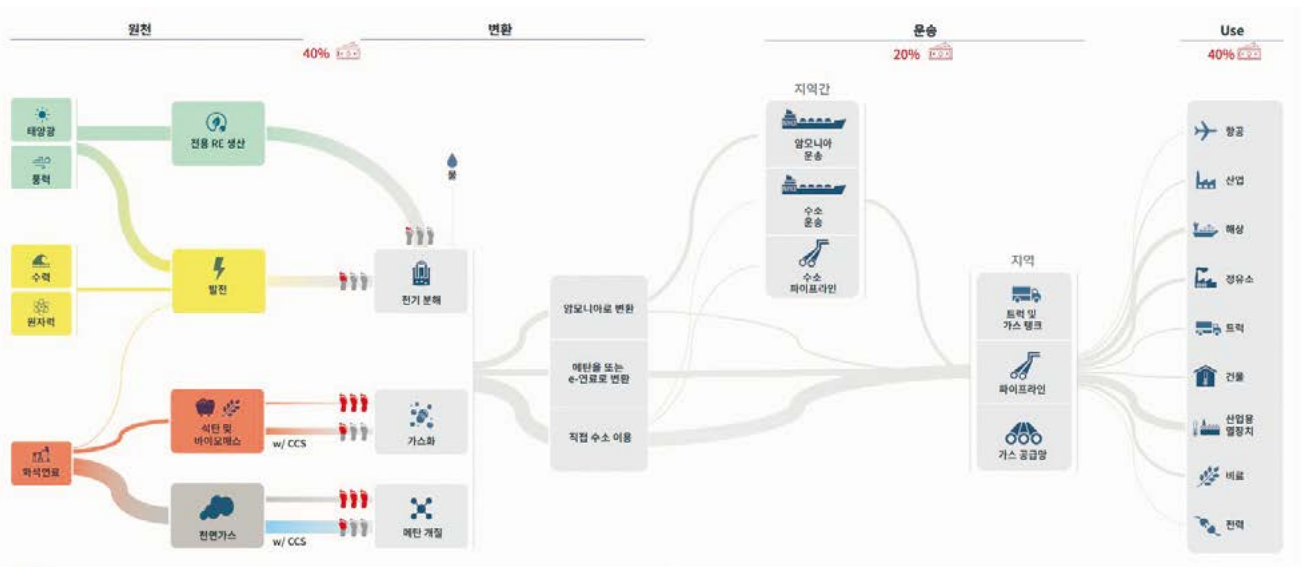 원천
변환
운송
Use
40%
20%
40%
지역간
태양광
풍력
전용 RE 생산
암모니아
운송
수소
운송
수소
파이프라인
물
수력
원자력
발전
전기 분해
암모니아로 변환
메탄올 또는
e-연료로 변환
직접 수소 이용
지역
트럭 및
가스 탱크
파이프라인
가스 공급망
화석연료
석탄 및
바이오매스
w/ CCS
가스화
천연가스
w/ CCS
메탄 개질
항공
산업
해상
정유소
트럭
건물
산업용
열장치
비료
전력